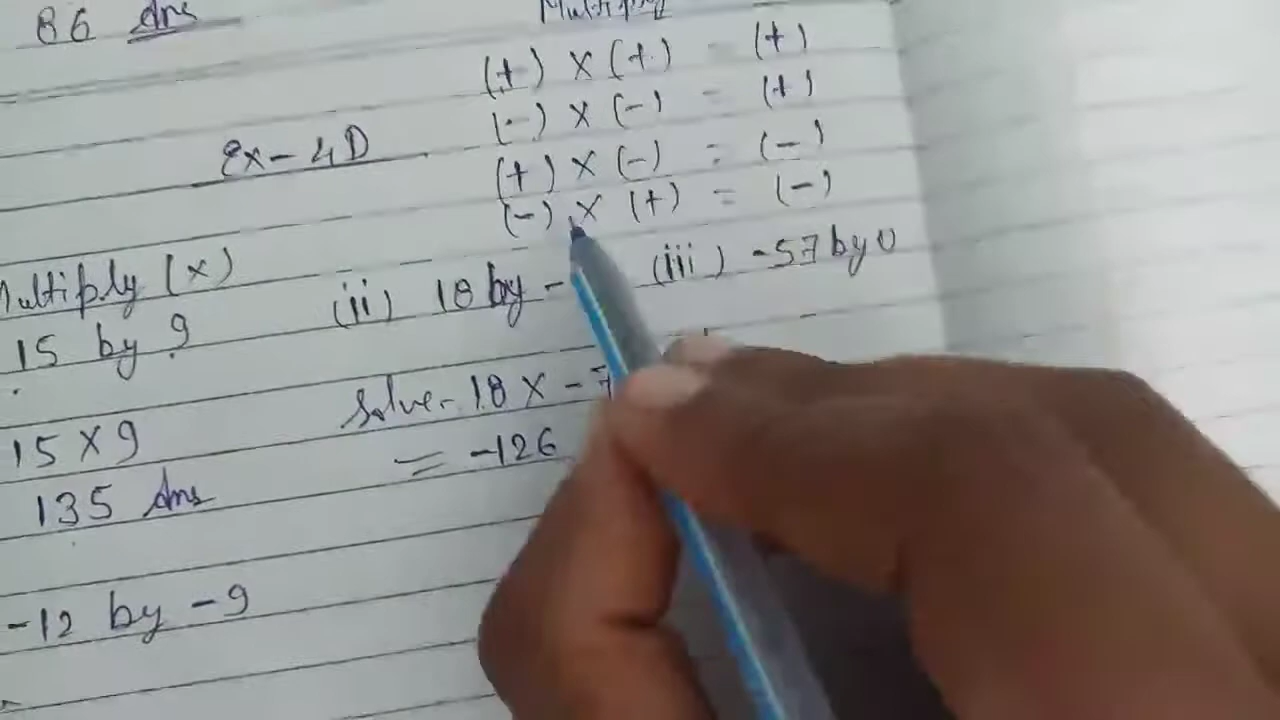 86 Ans
Multiply
(+) × (+) = (+)
(-) × (-) = (+)
Ex-4D
(+) × (-) = (-)
(-) × (+) = (-)
Multiply (×)
(ii) 18 by -
(iii) -57 by 0
15 by 9
Solve- 18 × -7
15 × 9
= -126
135 Ans
-12 by -9